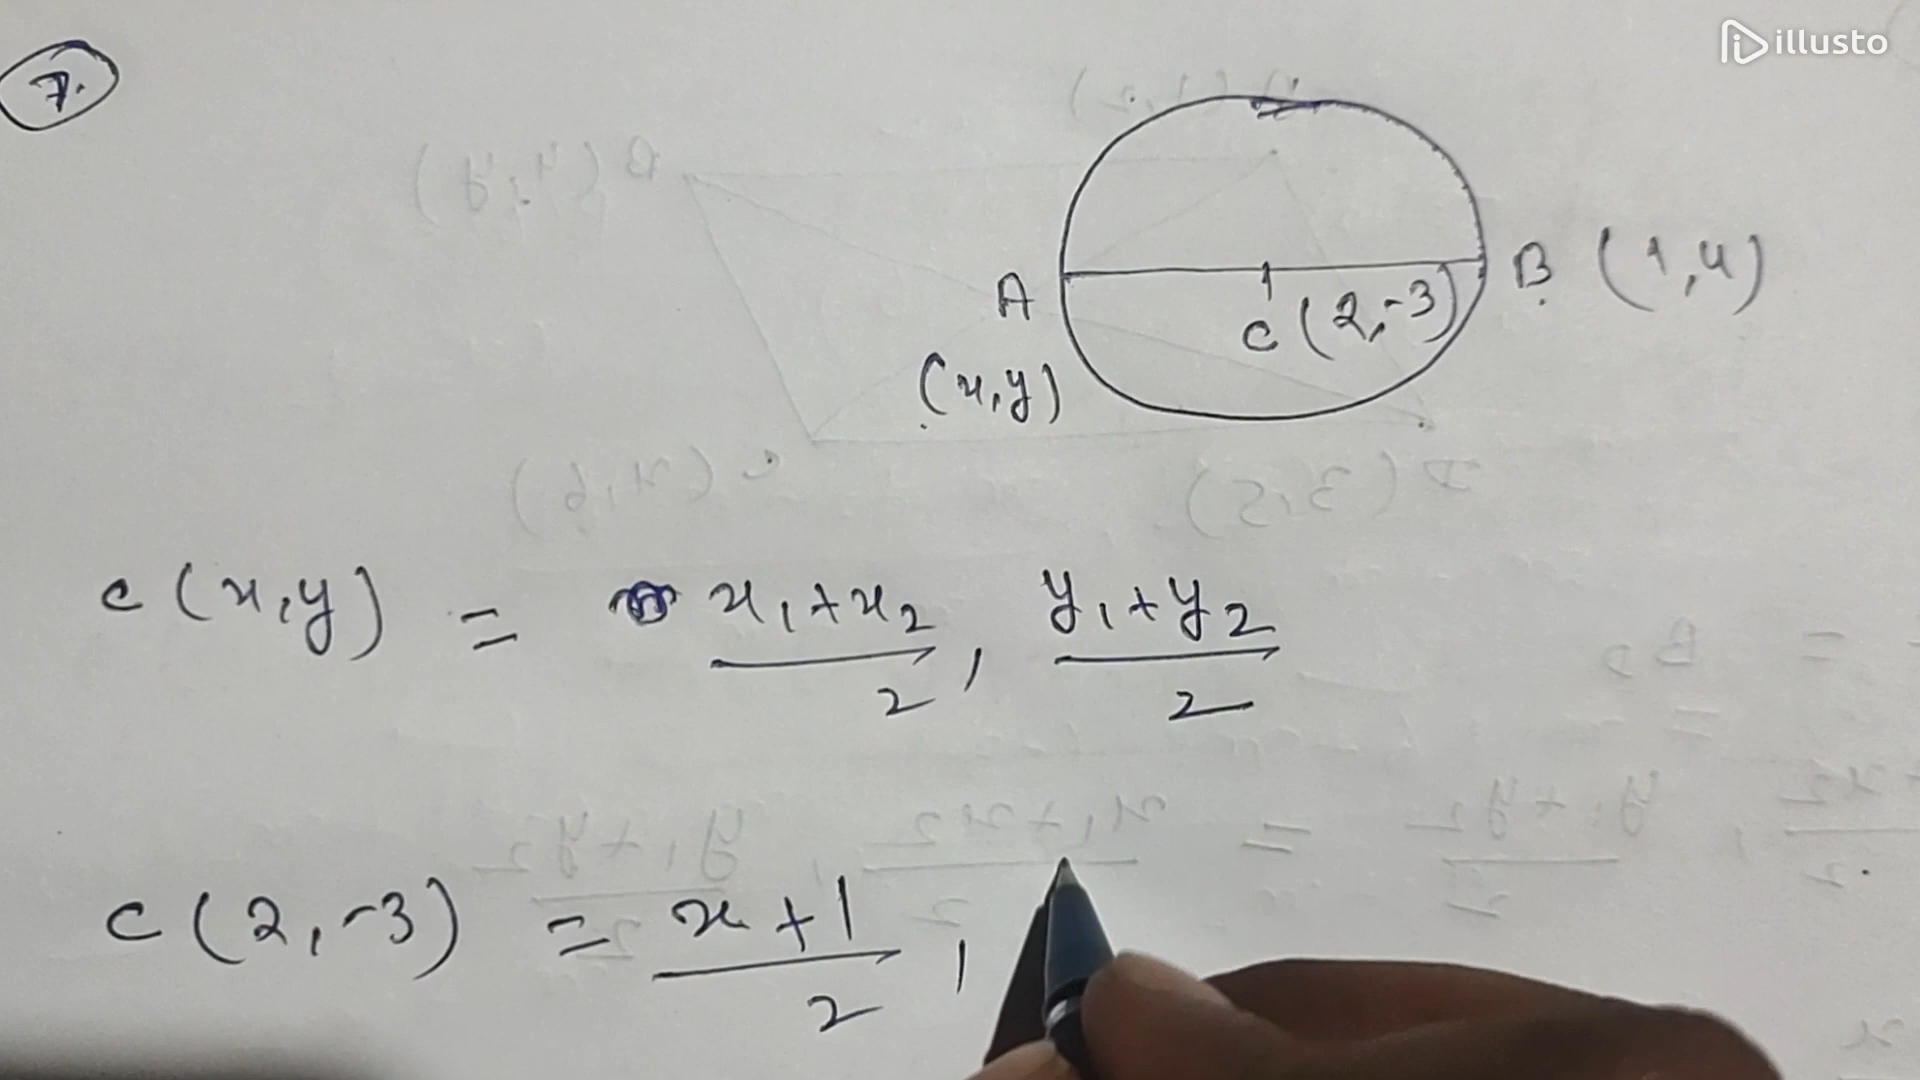 illusto
7.
A
(x,y)
C (2,-3)
B (1,4)
C(x,y) = x₁+x₂/2, y₁+y₂/2
C(2,-3) = x+1/2,